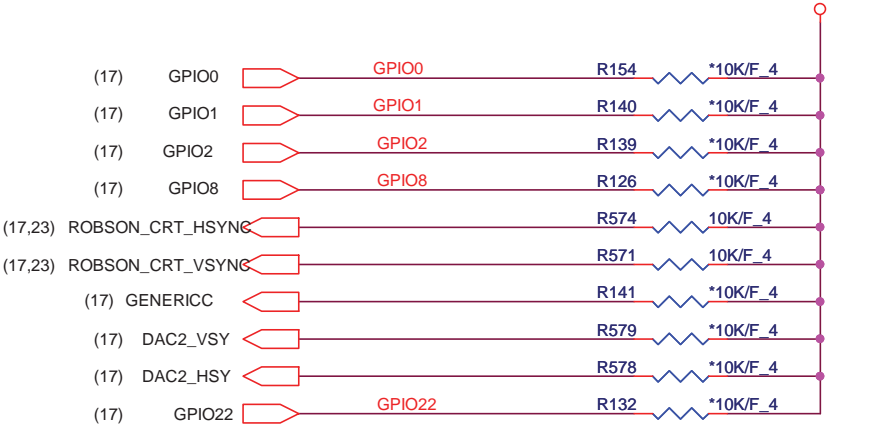 (17) GPIO0 GPIO0 R154 *10K/F_4
(17) GPIO1 GPIO1 R140 *10K/F_4
(17) GPIO2 GPIO2 R139 *10K/F_4
(17) GPIO8 GPIO8 R126 *10K/F_4
(17,23) ROBSON_CRT_HSYNC R574 10K/F_4
(17,23) ROBSON_CRT_VSYNC R571 10K/F_4
(17) GENERICC R141 *10K/F_4
(17) DAC2_VSY R579 *10K/F_4
(17) DAC2_HSY R578 *10K/F_4
(17) GPIO22 GPIO22 R132 *10K/F_4